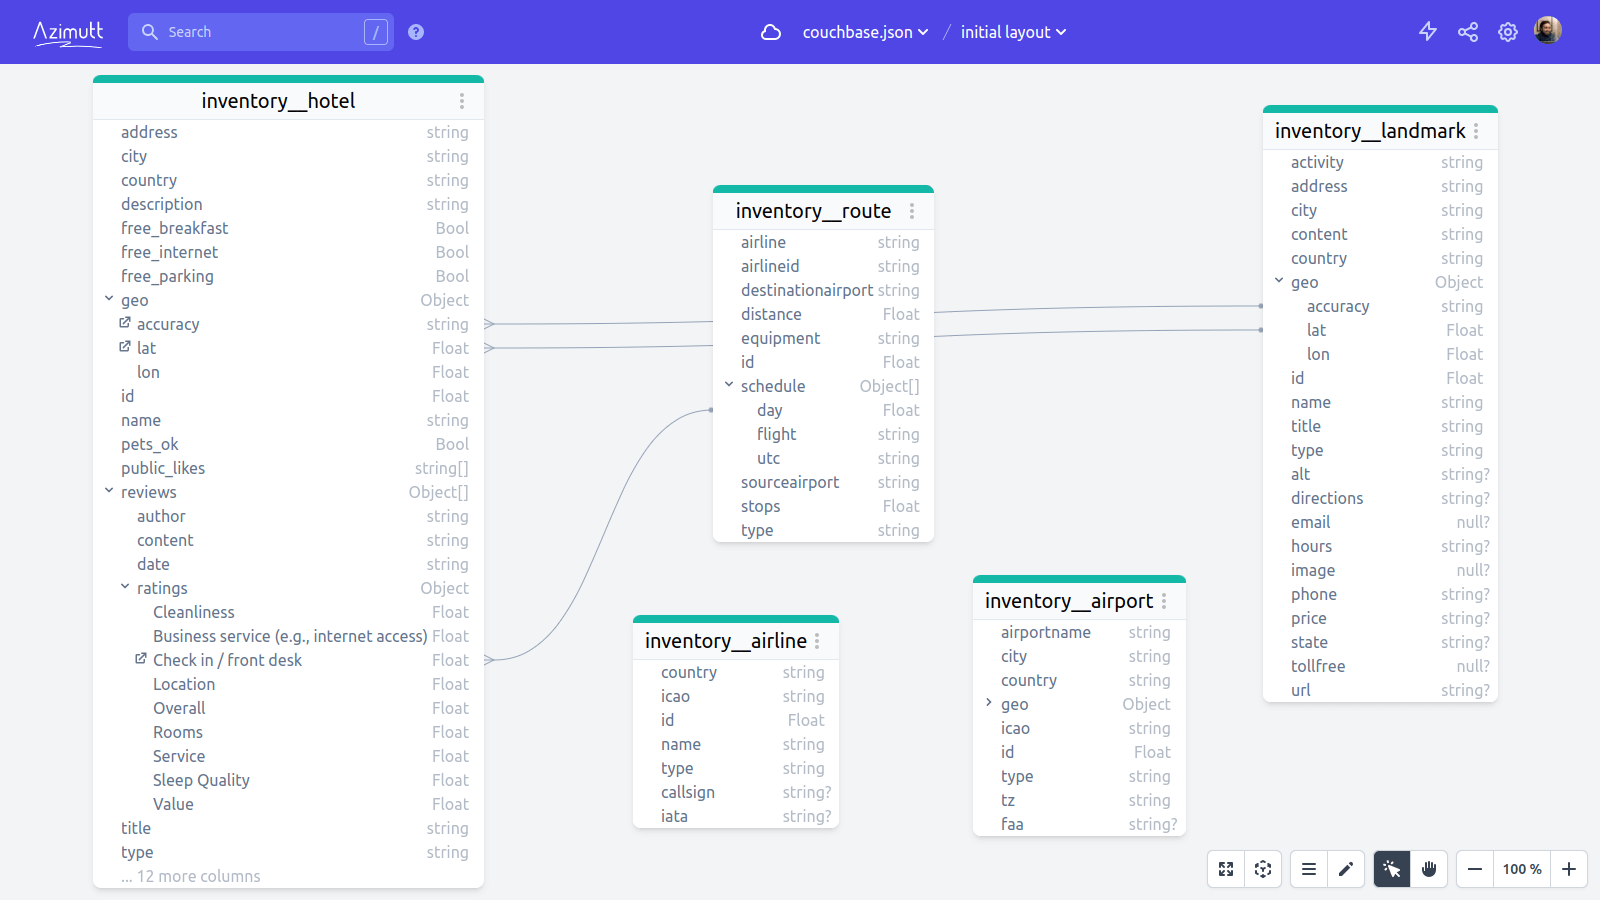 Azimutt
Search
/
?
couchbase.json
/
initial layout
inventory__hotel
address string
city string
country string
description string
free_breakfast Bool
free_internet Bool
free_parking Bool
geo Object
accuracy string
lat Float
lon Float
id Float
name string
pets_ok Bool
public_likes string[]
reviews Object[]
author string
content string
date string
ratings Object
Cleanliness Float
Business service (e.g., internet access) Float
Check in / front desk Float
Location Float
Overall Float
Rooms Float
Service Float
Sleep Quality Float
Value Float
title string
type string
... 12 more columns
inventory__route
airline string
airlineid string
destinationairport string
distance Float
equipment string
id Float
schedule Object[]
day Float
flight string
utc string
sourceairport string
stops Float
type string
inventory__airline
country string
icao string
id Float
name string
type string
callsign string?
iata string?
inventory__airport
airportname string
city string
country string
geo Object
icao string
id Float
type string
tz string
faa string?
inventory__landmark
activity string
address string
city string
content string
country string
geo Object
accuracy string
lat Float
lon Float
id Float
name string
title string
type string
alt string?
directions string?
email null?
hours string?
image null?
phone string?
price string?
state string?
tollfree null?
url string?
100 %